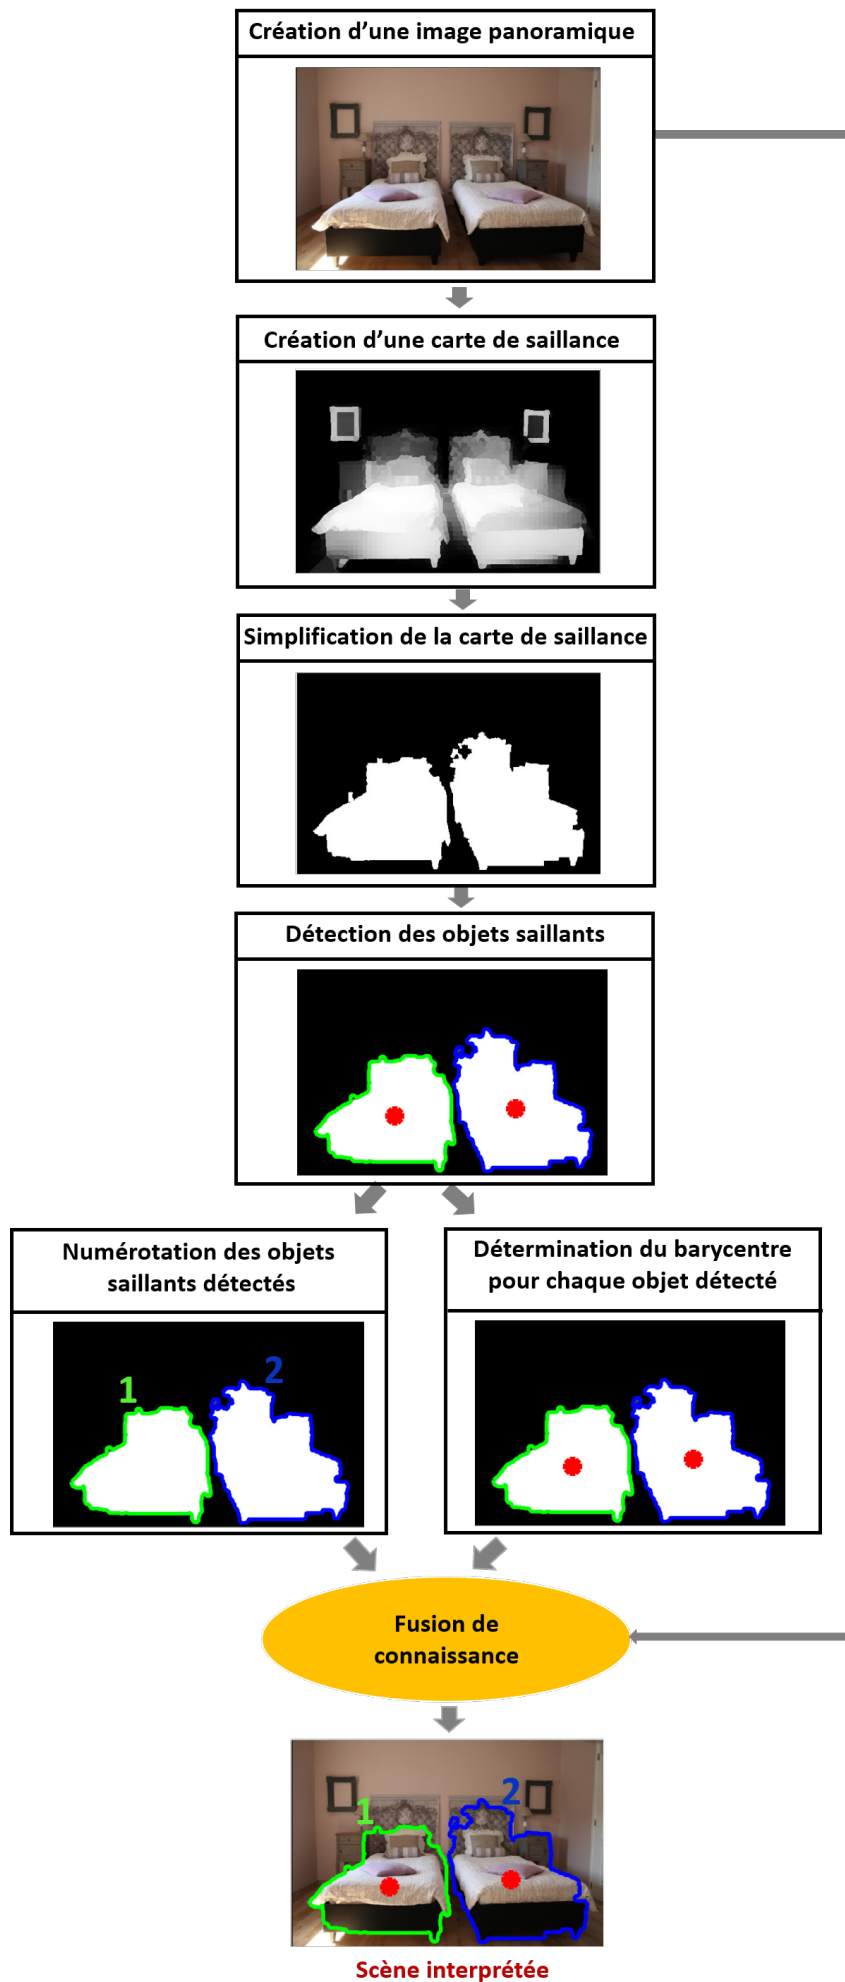 Création d’une image panoramique
Création d’une carte de saillance
Simplification de la carte de saillance
Détection des objets saillants
Numérotation des objets
saillants détectés
1
2
Détermination du barycentre
pour chaque objet détecté
Fusion de
connaissance
1
2
Scène interprétée